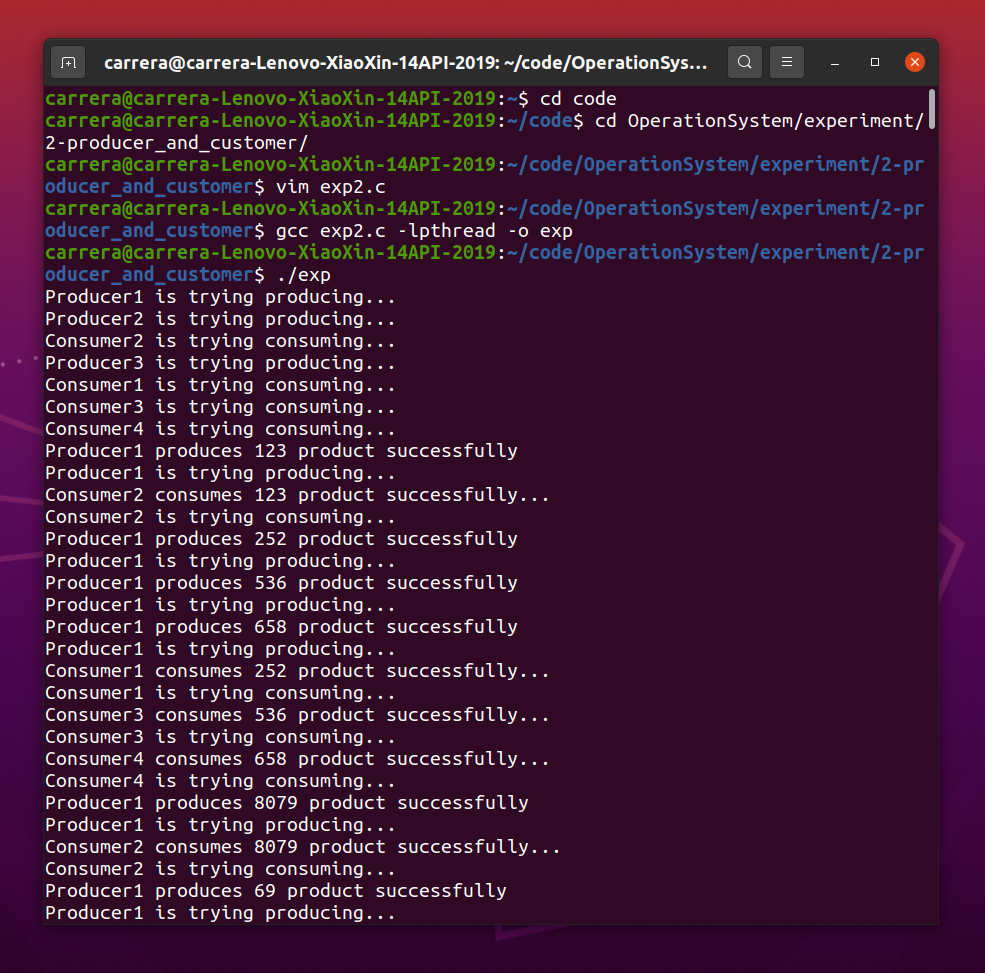 carrera@carrera-Lenovo-XiaoXin-14API-2019: ~/code/OperationSys...
carrera@carrera-Lenovo-XiaoXin-14API-2019:~$ cd code
carrera@carrera-Lenovo-XiaoXin-14API-2019:~/code$ cd OperationSystem/experiment/
2-producer_and_customer/
carrera@carrera-Lenovo-XiaoXin-14API-2019:~/code/OperationSystem/experiment/2-pr
oducer_and_customer$ vim exp2.c
carrera@carrera-Lenovo-XiaoXin-14API-2019:~/code/OperationSystem/experiment/2-pr
oducer_and_customer$ gcc exp2.c -lpthread -o exp
carrera@carrera-Lenovo-XiaoXin-14API-2019:~/code/OperationSystem/experiment/2-pr
oducer_and_customer$ ./exp
Producer1 is trying producing...
Producer2 is trying producing...
Consumer2 is trying consuming...
Producer3 is trying producing...
Consumer1 is trying consuming...
Consumer3 is trying consuming...
Consumer4 is trying consuming...
Producer1 produces 123 product successfully
Producer1 is trying producing...
Consumer2 consumes 123 product successfully...
Consumer2 is trying consuming...
Producer1 produces 252 product successfully
Producer1 is trying producing...
Producer1 produces 536 product successfully
Producer1 is trying producing...
Producer1 produces 658 product successfully
Producer1 is trying producing...
Consumer1 consumes 252 product successfully...
Consumer1 is trying consuming...
Consumer3 consumes 536 product successfully...
Consumer3 is trying consuming...
Consumer4 consumes 658 product successfully...
Consumer4 is trying consuming...
Producer1 produces 8079 product successfully
Producer1 is trying producing...
Consumer2 consumes 8079 product successfully...
Consumer2 is trying consuming...
Producer1 produces 69 product successfully
Producer1 is trying producing...